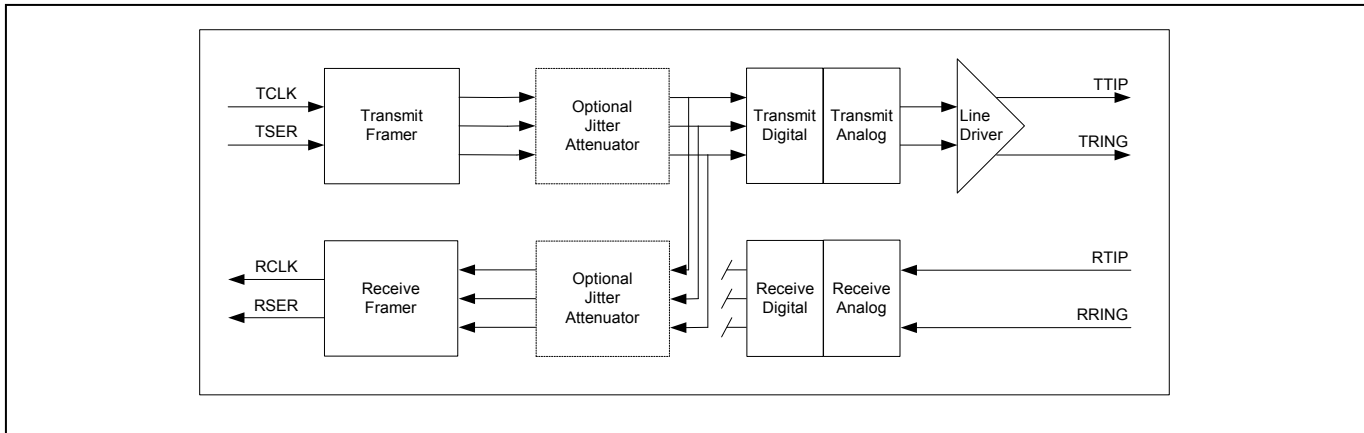 TCLK
TSER
Transmit
Framer
Optional
Jitter
Attenuator
Transmit
Digital
Transmit
Analog
Line
Driver
TTIP
TRING
RCLK
RSER
Receive
Framer
Optional
Jitter
Attenuator
Receive
Digital
Receive
Analog
RTIP
RRING